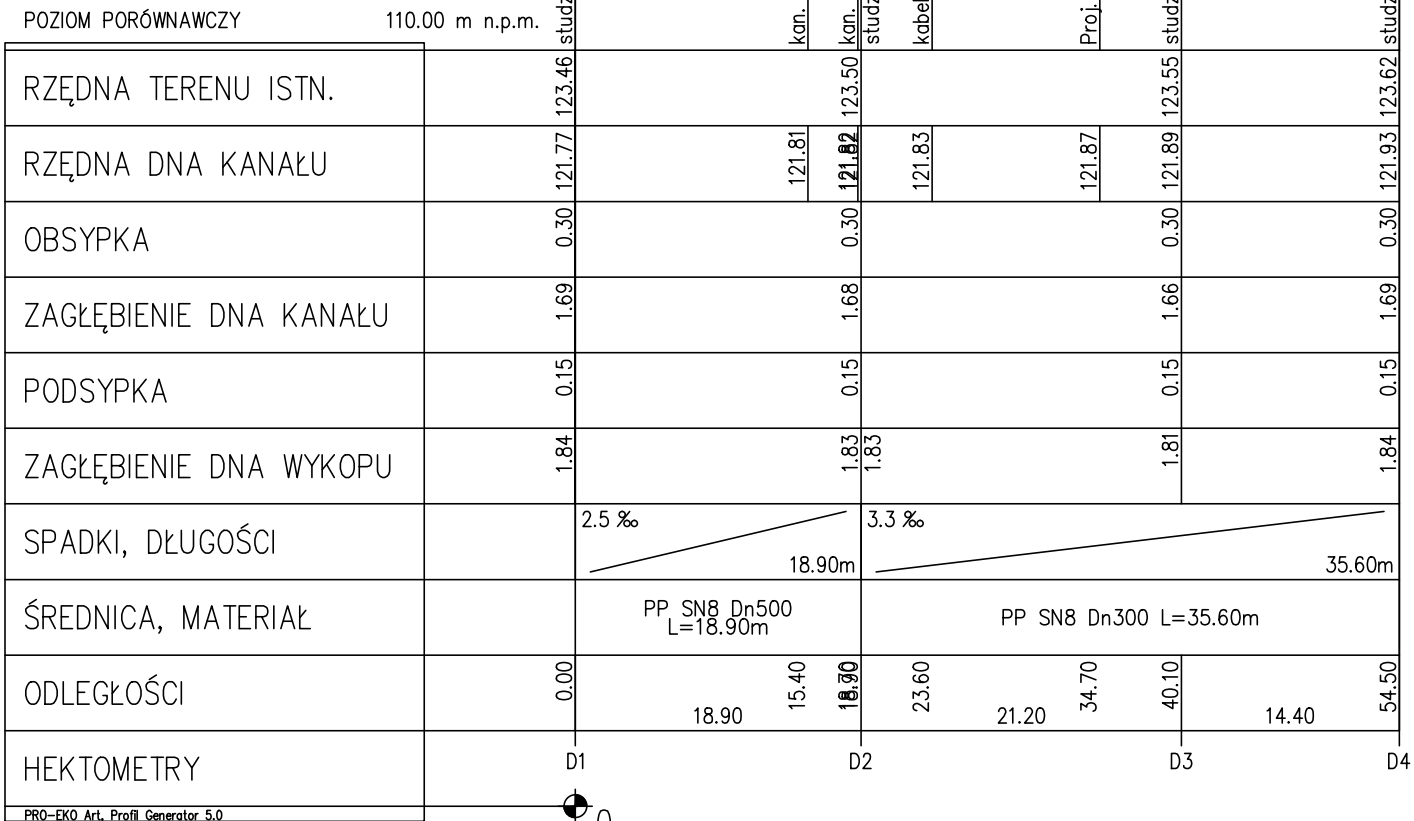 POZIOM PORÓWNAWCZY 110.00 m n.p.m. studz kan. kan. studz kabel Proj. studz studz
RZĘDNA TERENU ISTN. 123.46 123.50 123.55 123.62
RZĘDNA DNA KANAŁU 121.77 121.81 121.82 121.83 121.87 121.89 121.93
OBSYPKA 0.30 0.30 0.30 0.30
ZAGŁĘBIENIE DNA KANAŁU 1.69 1.68 1.66 1.69
PODSYPKA 0.15 0.15 0.15 0.15
ZAGŁĘBIENIE DNA WYKOPU 1.84 1.83 1.83 1.81 1.84
SPADKI, DŁUGOŚCI 2.5 ‰ 18.90m 3.3 ‰ 35.60m
ŚREDNICA, MATERIAŁ PP SN8 Dn500 PP SN8 Dn300 L=35.60m
L=18.90m
ODLEGŁOŚCI 0.00 15.40 18.90 23.60 34.70 40.10 54.50
18.90 21.20 14.40
HEKTOMETRY D1 D2 D3 D4
PRO-EKO Art. Profil Generator 5.0